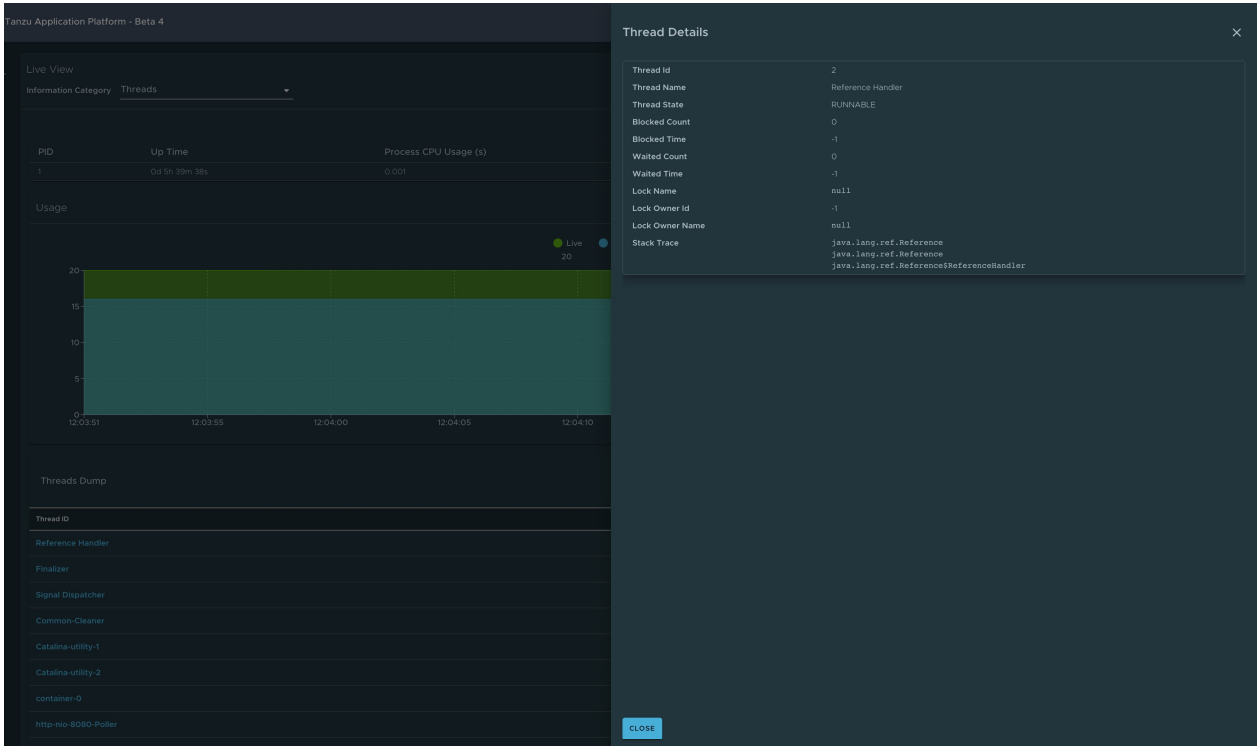 Tanzu Application Platform - Beta 4
Live View
Information Category Threads
PID Up Time Process CPU Usage (s)
1 0d 5h 39m 38s 0.001
Usage
Live
20
20
15
10
5
0
12:03:51 12:03:55 12:04:00 12:04:05 12:04:10
Threads Dump
Thread ID
Reference Handler
Finalizer
Signal Dispatcher
Common-Cleaner
Catalina-utility-1
Catalina-utility-2
container-0
http-nio-8080-Poller
Thread Details
Thread Id 2
Thread Name Reference Handler
Thread State RUNNABLE
Blocked Count 0
Blocked Time -1
Waited Count 0
Waited Time -1
Lock Name null
Lock Owner Id -1
Lock Owner Name null
Stack Trace java.lang.ref.Reference
java.lang.ref.Reference
java.lang.ref.Reference$ReferenceHandler
CLOSE